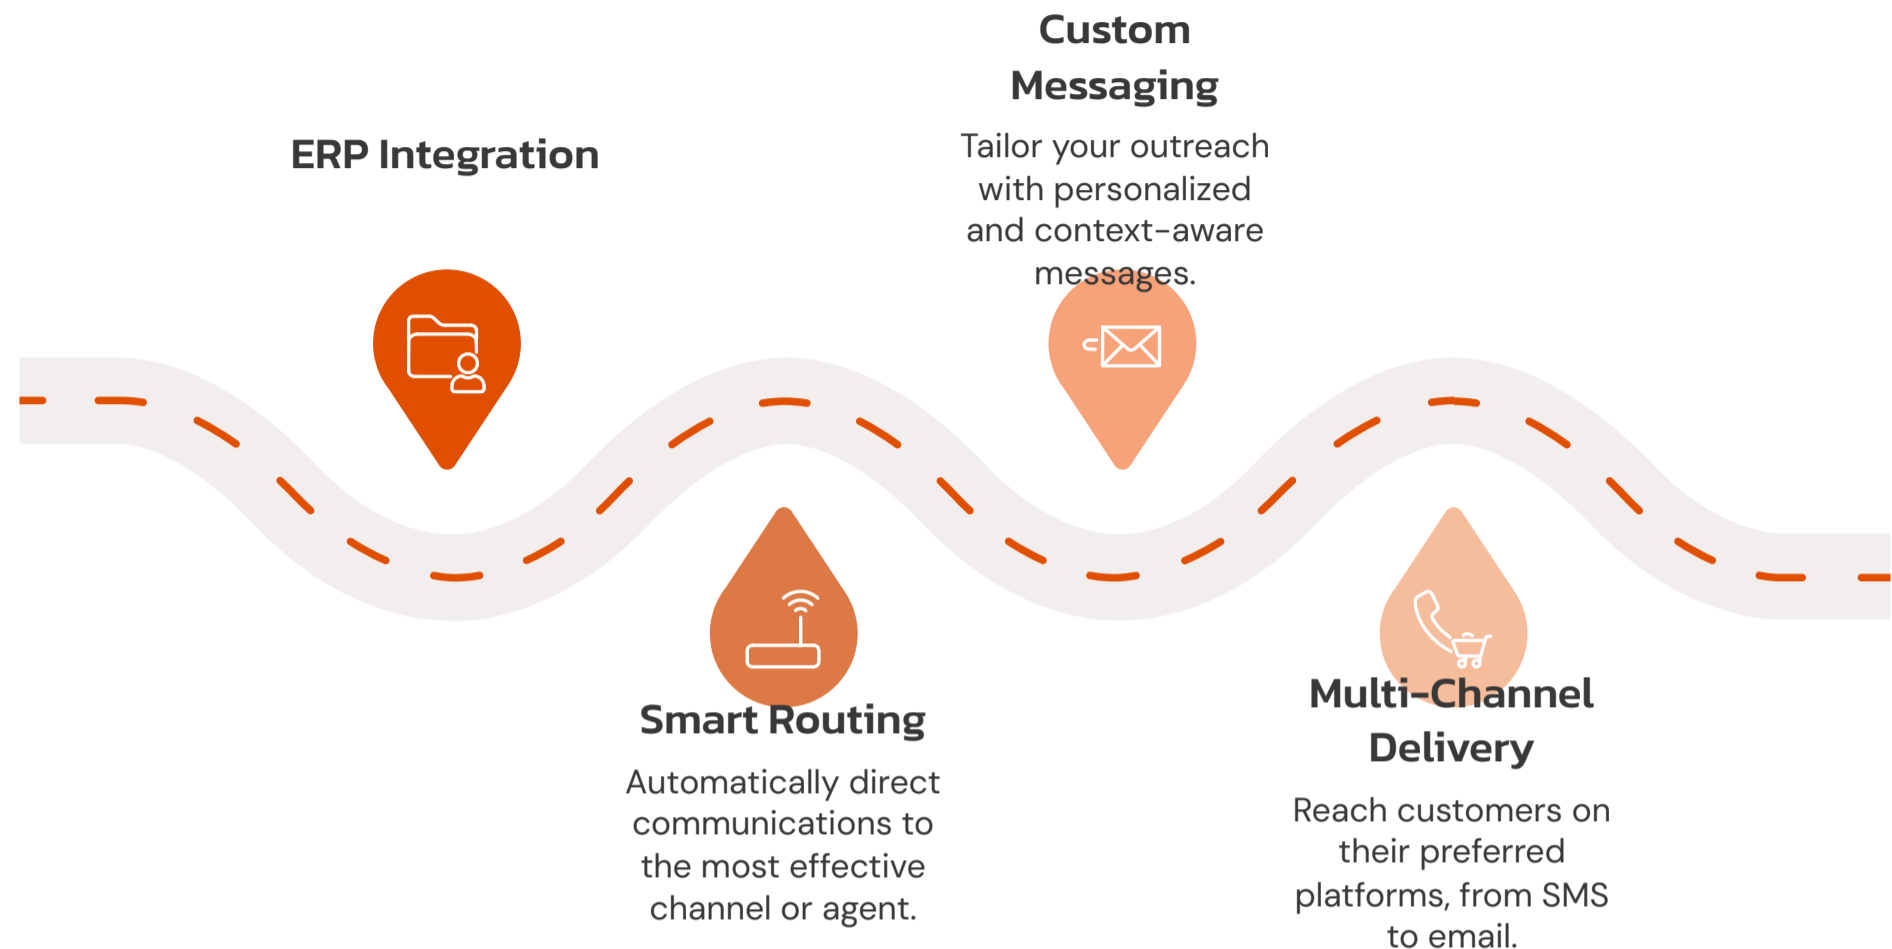 ERP Integration
Smart Routing
Automatically direct
communications to
the most effective
channel or agent.
Custom
Messaging
Tailor your outreach
with personalized
and context-aware
messages.
Multi-Channel
Delivery
Reach customers on
their preferred
platforms, from SMS
to email.